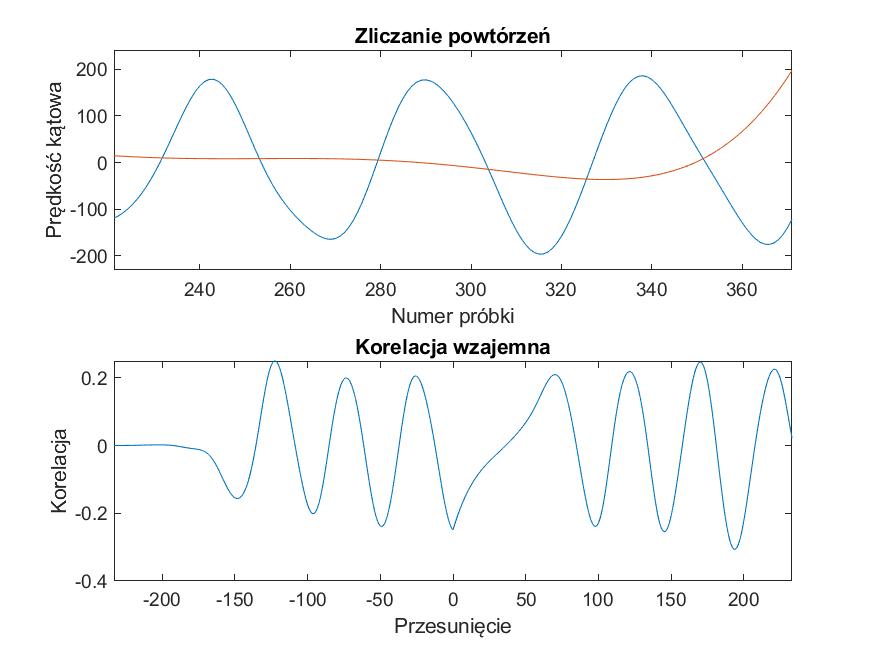 Zliczanie powtórzeń
200
100
0
-100
-200
Prędkość kątowa
240 260 280 300 320 340 360
Numer próbki
Korelacja wzajemna
0.2
0
-0.2
-0.4
Korelacja
-200 -150 -100 -50 0 50 100 150 200
Przesunięcie